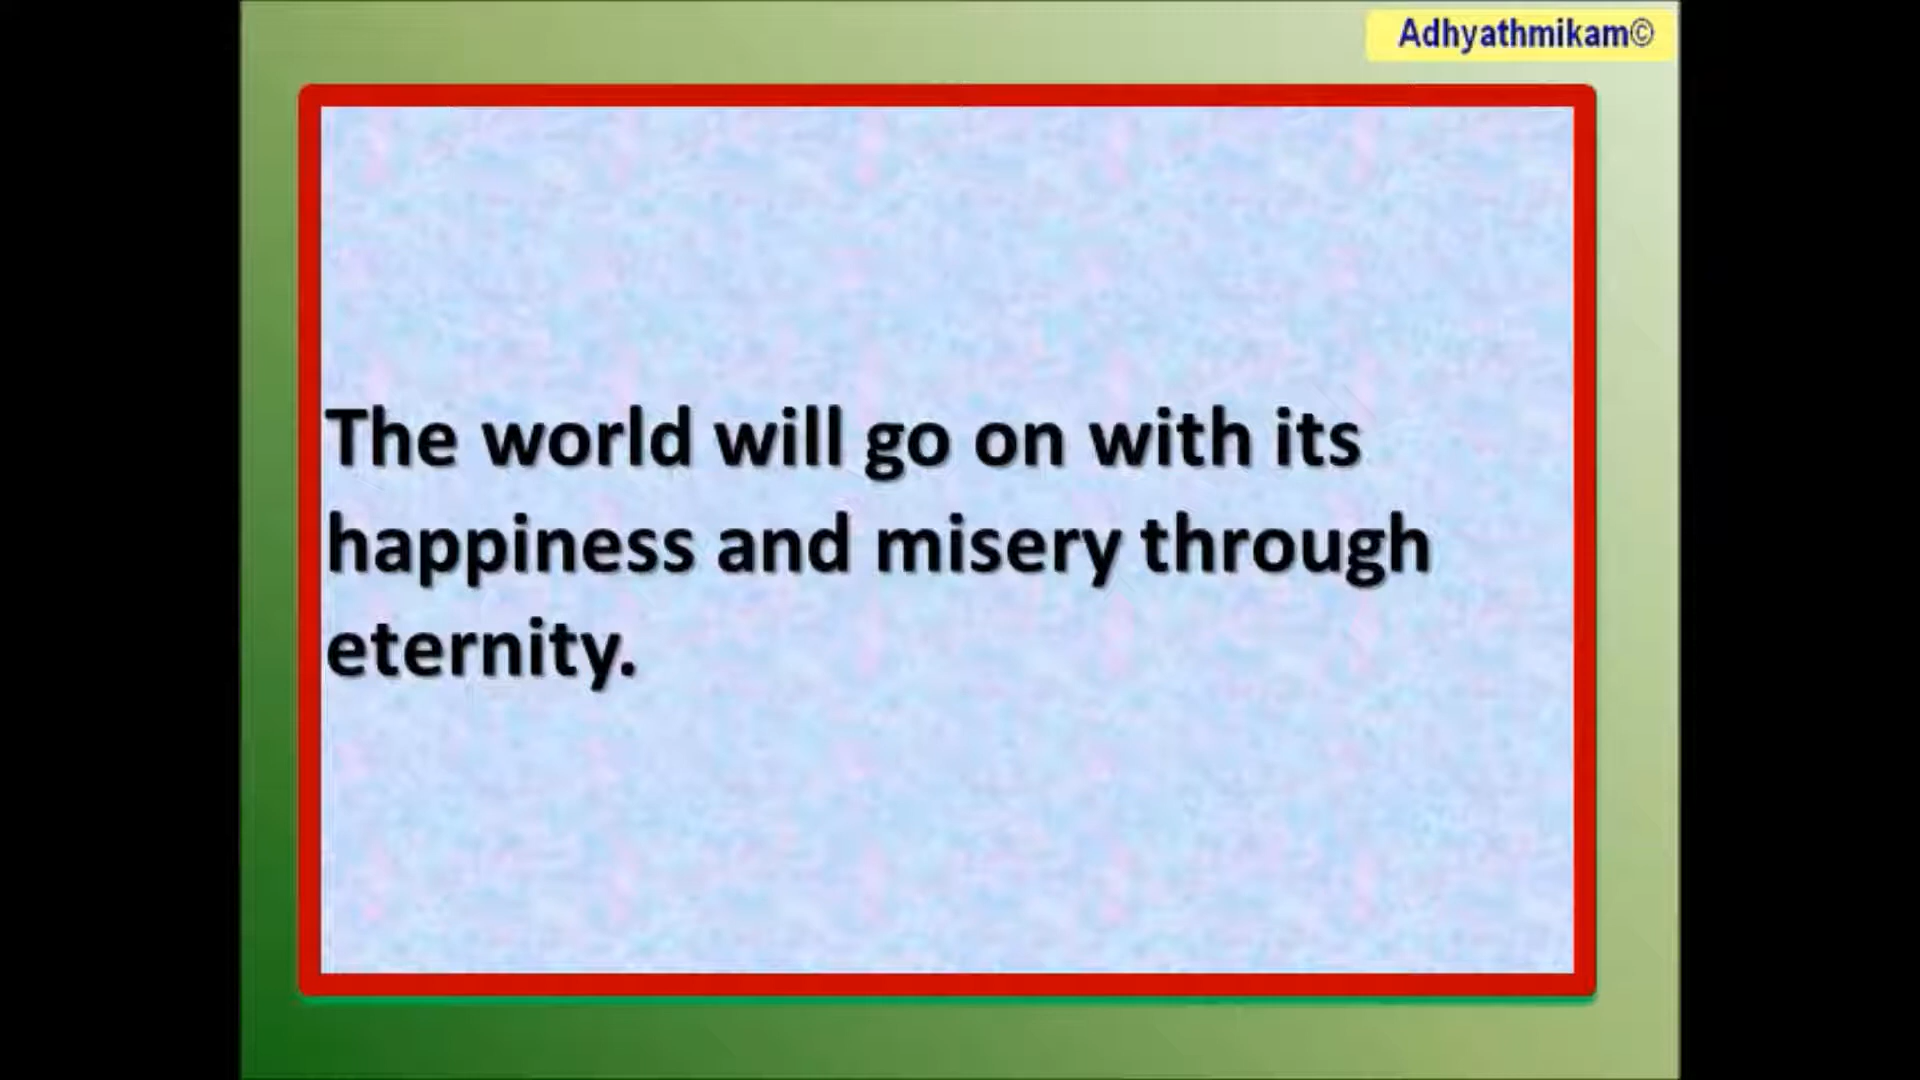 Adhyathmikam©
The world will go on with its
happiness and misery through
eternity.